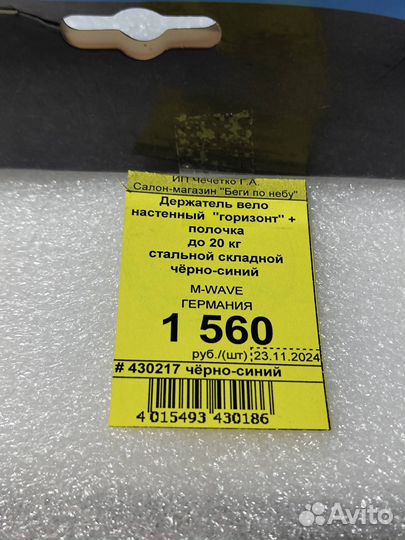 ИП Чечетко Г.А.
Салон-магазин "Беги по небу"
Держатель вело
настенный "горизонт" +
полочка
до 20 кг
стальной складной
чёрно-синий
M-WAVE
ГЕРМАНИЯ
1 560
руб./(шт) 23.11.2024
# 430217 чёрно-синий
4 015493 430186
Avito